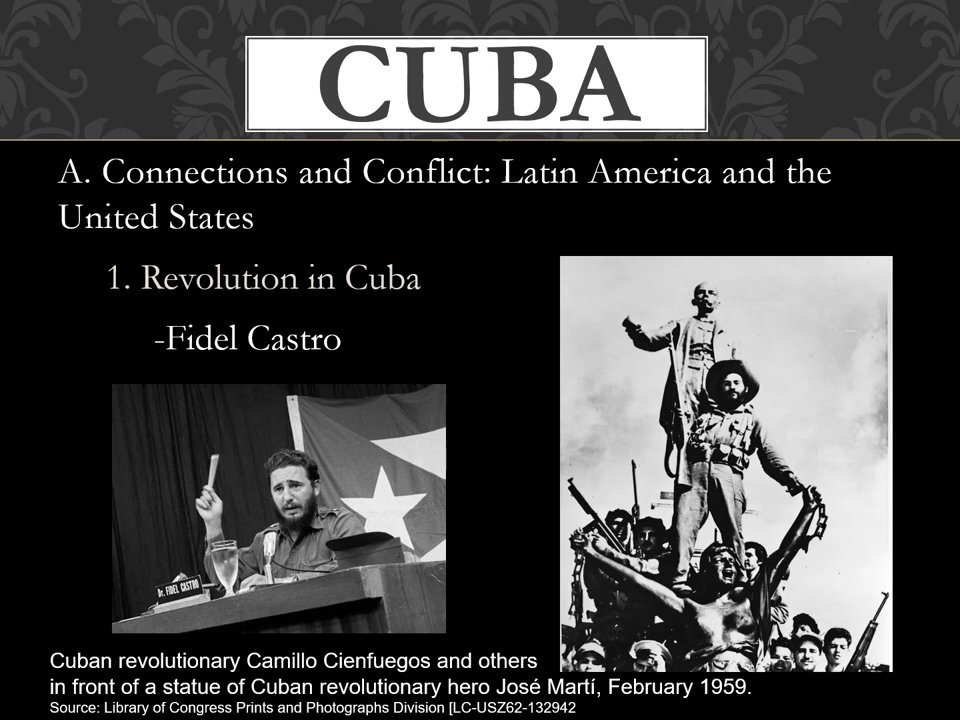 CUBA
A. Connections and Conflict: Latin America and the
United States
1. Revolution in Cuba
-Fidel Castro
Dr. FIDEL CASTRO
Cuban revolutionary Camillo Cienfuegos and others
in front of a statue of Cuban revolutionary hero José Martí, February 1959.
Source: Library of Congress Prints and Photographs Division [LC-USZ62-132942